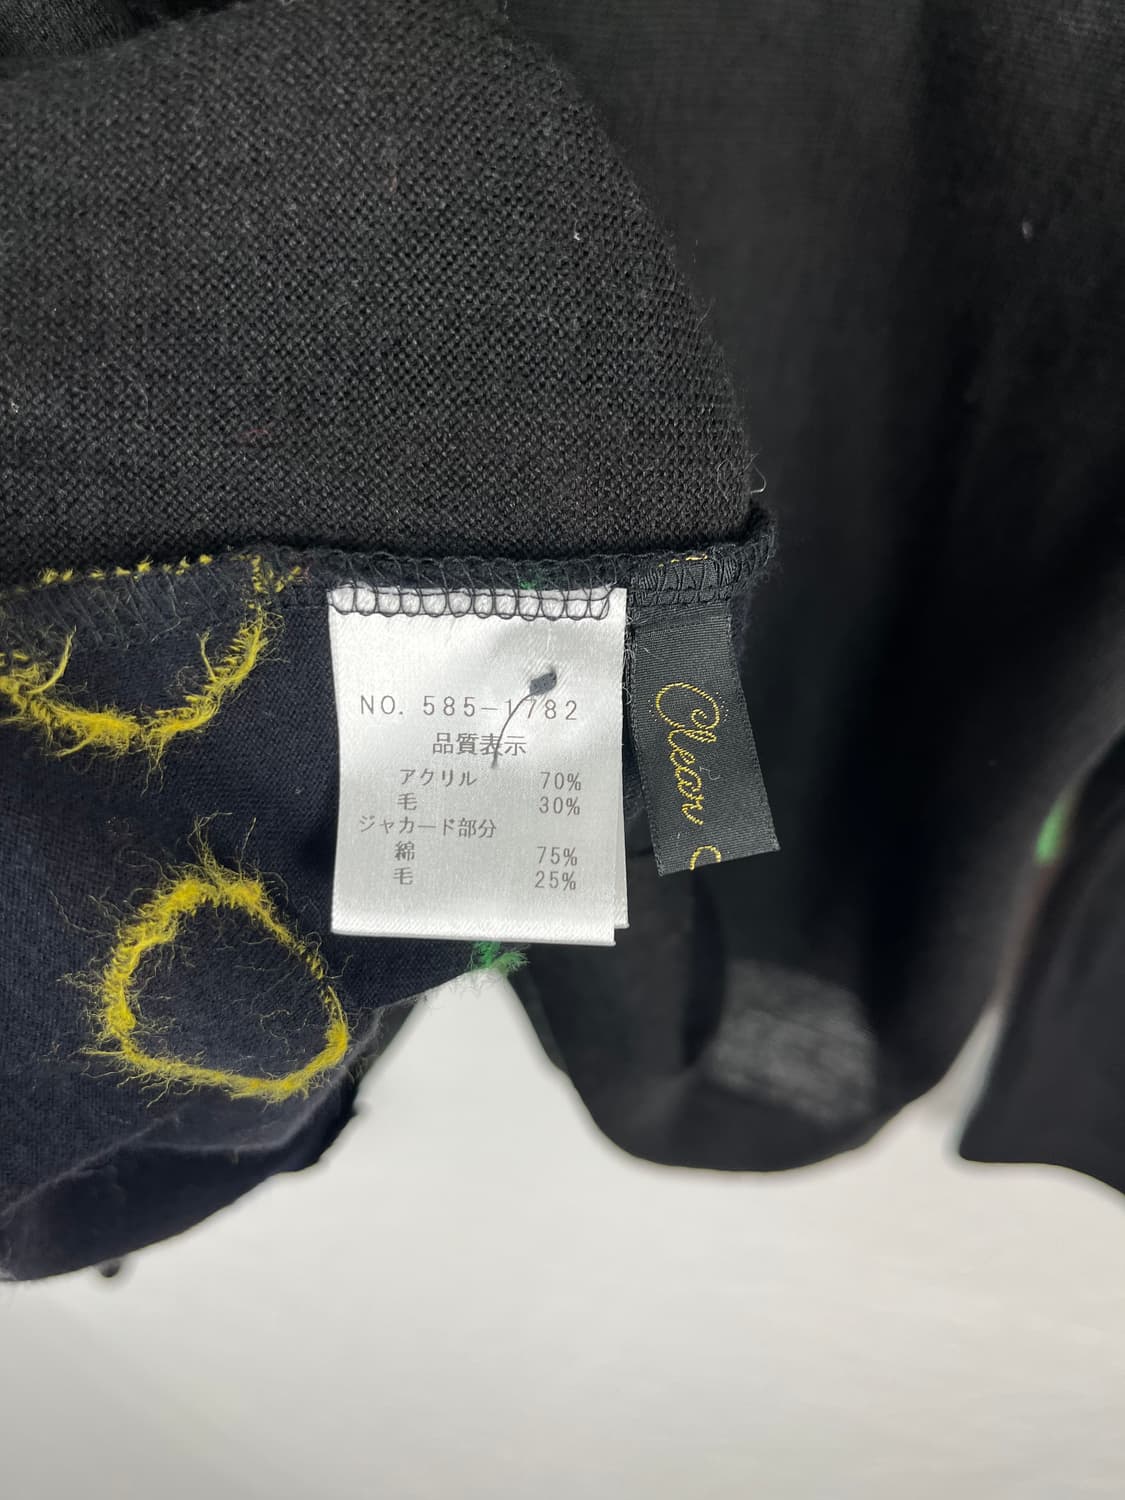 NO. 585-1782
品質表示
アクリル 70%
毛 30%
ジャカード部分
綿 75%
毛 25%